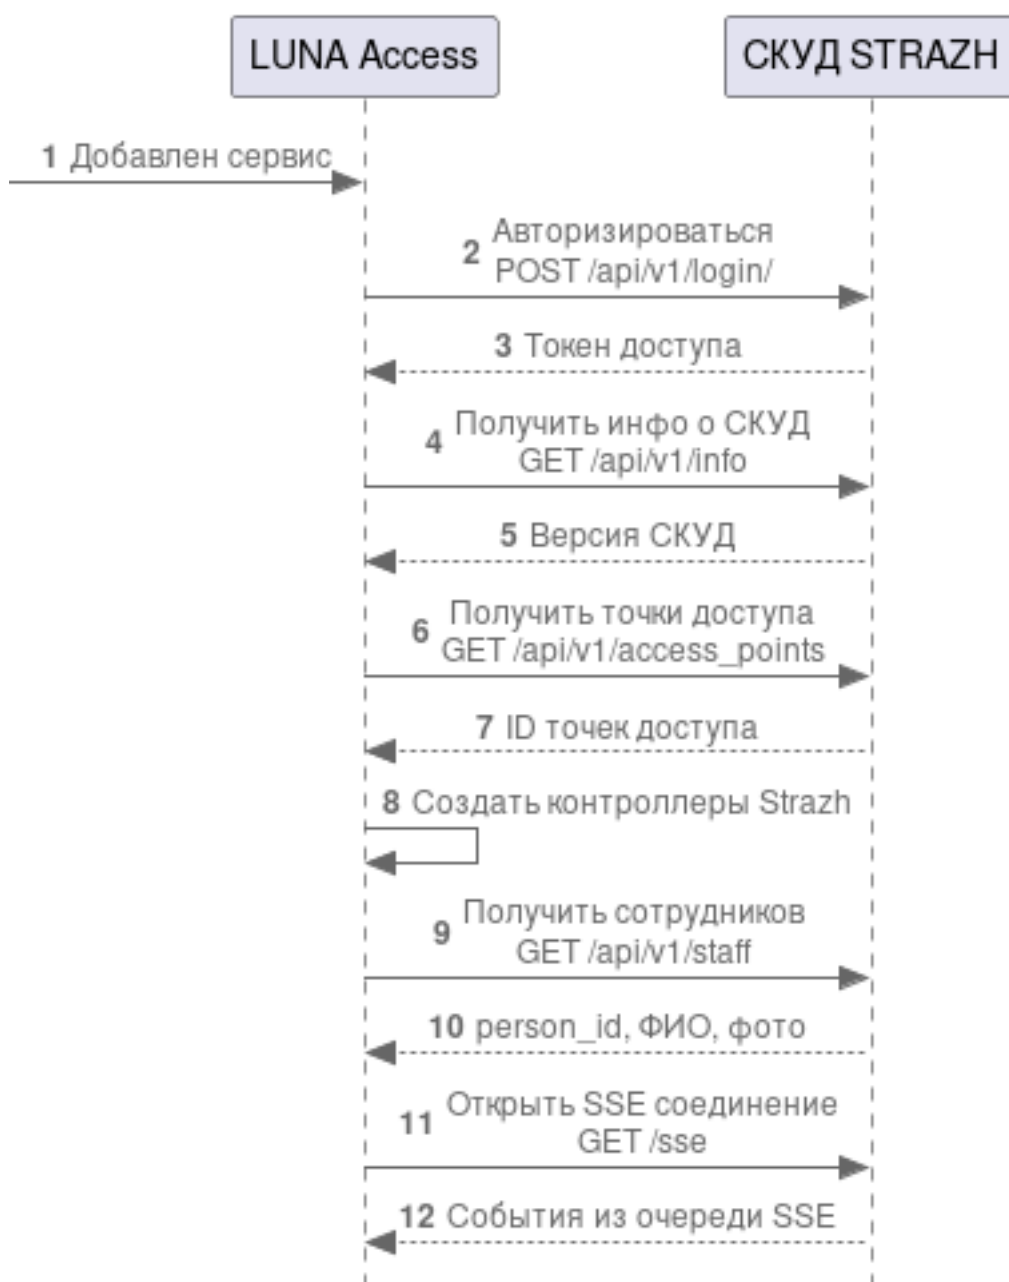 LUNA Access СКУД STRAZH
1 Добавлен сервис
2 Авторизироваться
POST /api/v1/login/
3 Токен доступа
4 Получить инфо о СКУД
GET /api/v1/info
5 Версия СКУД
6 Получить точки доступа
GET /api/v1/access_points
7 ID точек доступа
8 Создать контроллеры Strazh
9 Получить сотрудников
GET /api/v1/staff
10 person_id, ФИО, фото
11 Открыть SSE соединение
GET /sse
12 События из очереди SSE